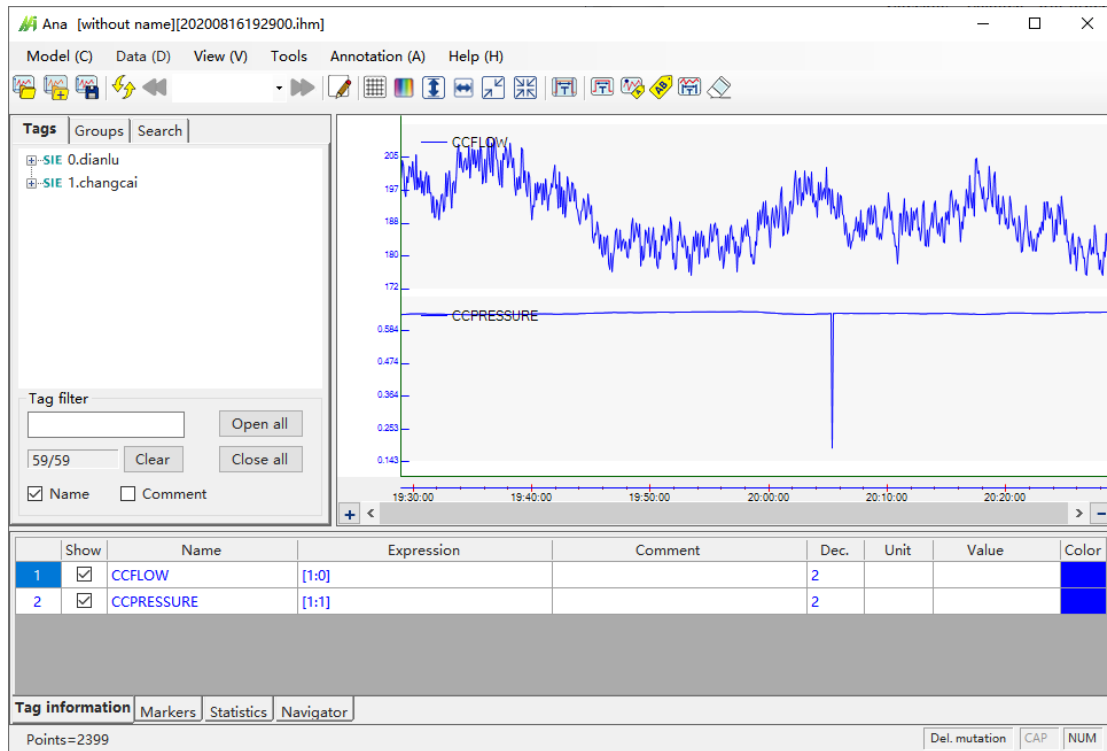 Ana [without name][20200816192900.ihm]
Model (C) Data (D) View (V) Tools Annotation (A) Help (H)
Tags Groups Search
SIE 0.dianlu
SIE 1.changcai
Tag filter
Open all
59/59 Clear Close all
Name Comment
CCFLOW
205
197
188
180
172
CCPRESSURE
0.584
0.474
0.364
0.253
0.143
19:30:00 19:40:00 19:50:00 20:00:00 20:10:00 20:20:00
Show Name Expression Comment Dec. Unit Value Color
1 CCFLOW [1:0] 2
2 CCPRESSURE [1:1] 2
Tag information Markers Statistics Navigator
Points=2399 Del. mutation CAP NUM